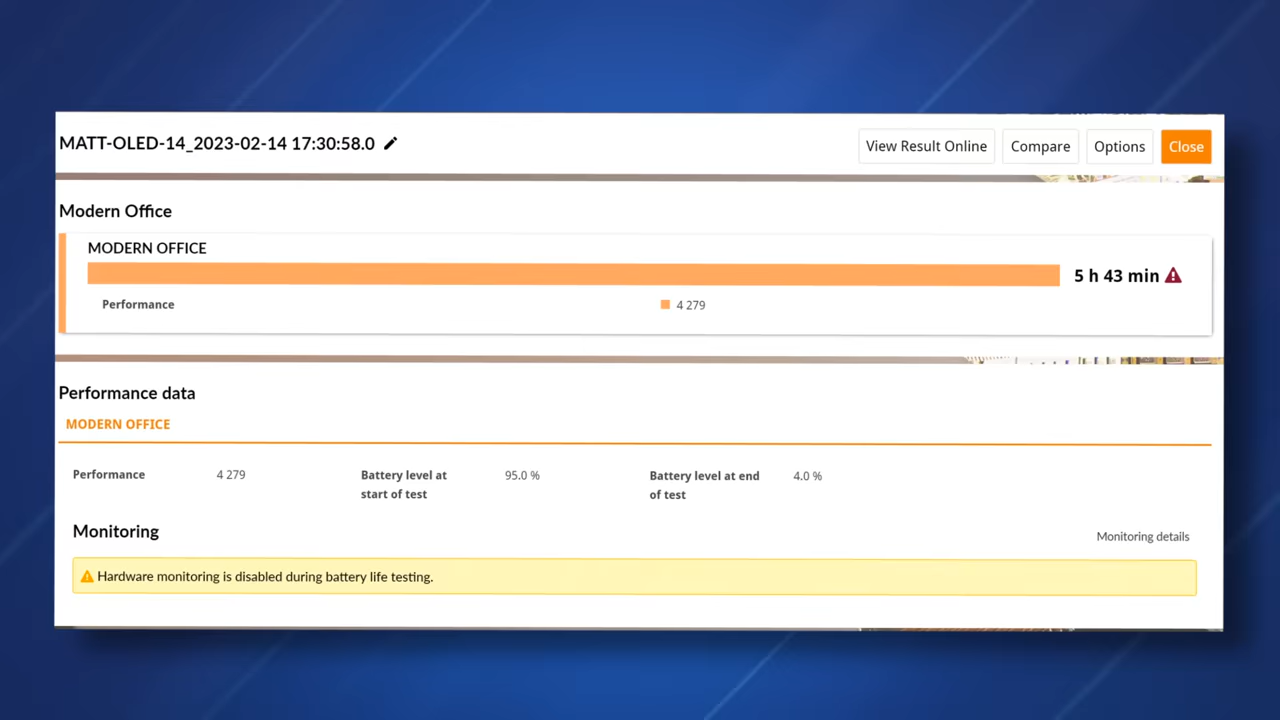 MATT-OLED-14_2023-02-14 17:30:58.0
View Result Online
Compare
Options
Close
Modern Office
MODERN OFFICE
5 h 43 min
Performance
4 279
Performance data
MODERN OFFICE
Performance
4 279
Battery level at
start of test
95.0 %
Battery level at end
of test
4.0 %
Monitoring
Monitoring details
Hardware monitoring is disabled during battery life testing.